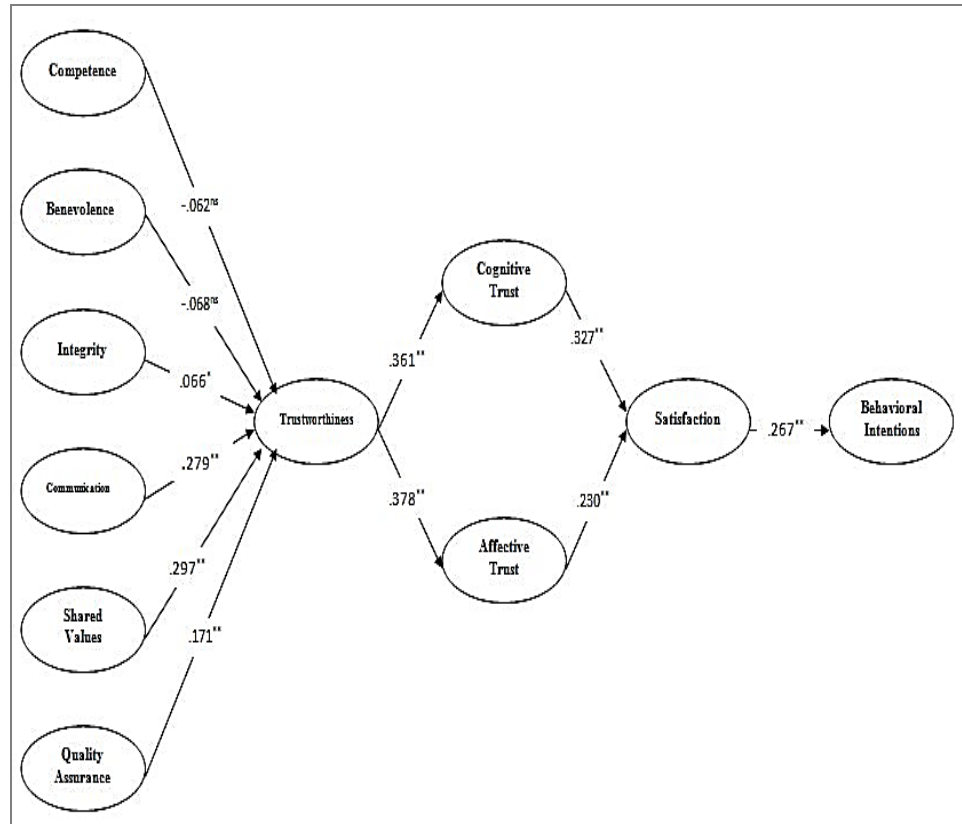 Competence
-.062ns
Benevolence
-.068ns
Integrity
.066*
Communication
.279**
Shared
Values
.297**
Quality
Assurance
.171**
Trustworthiness
.361**
.378**
Cognitive
Trust
Affective
Trust
.327**
.230**
Satisfaction
.267**
Behavioral
Intentions